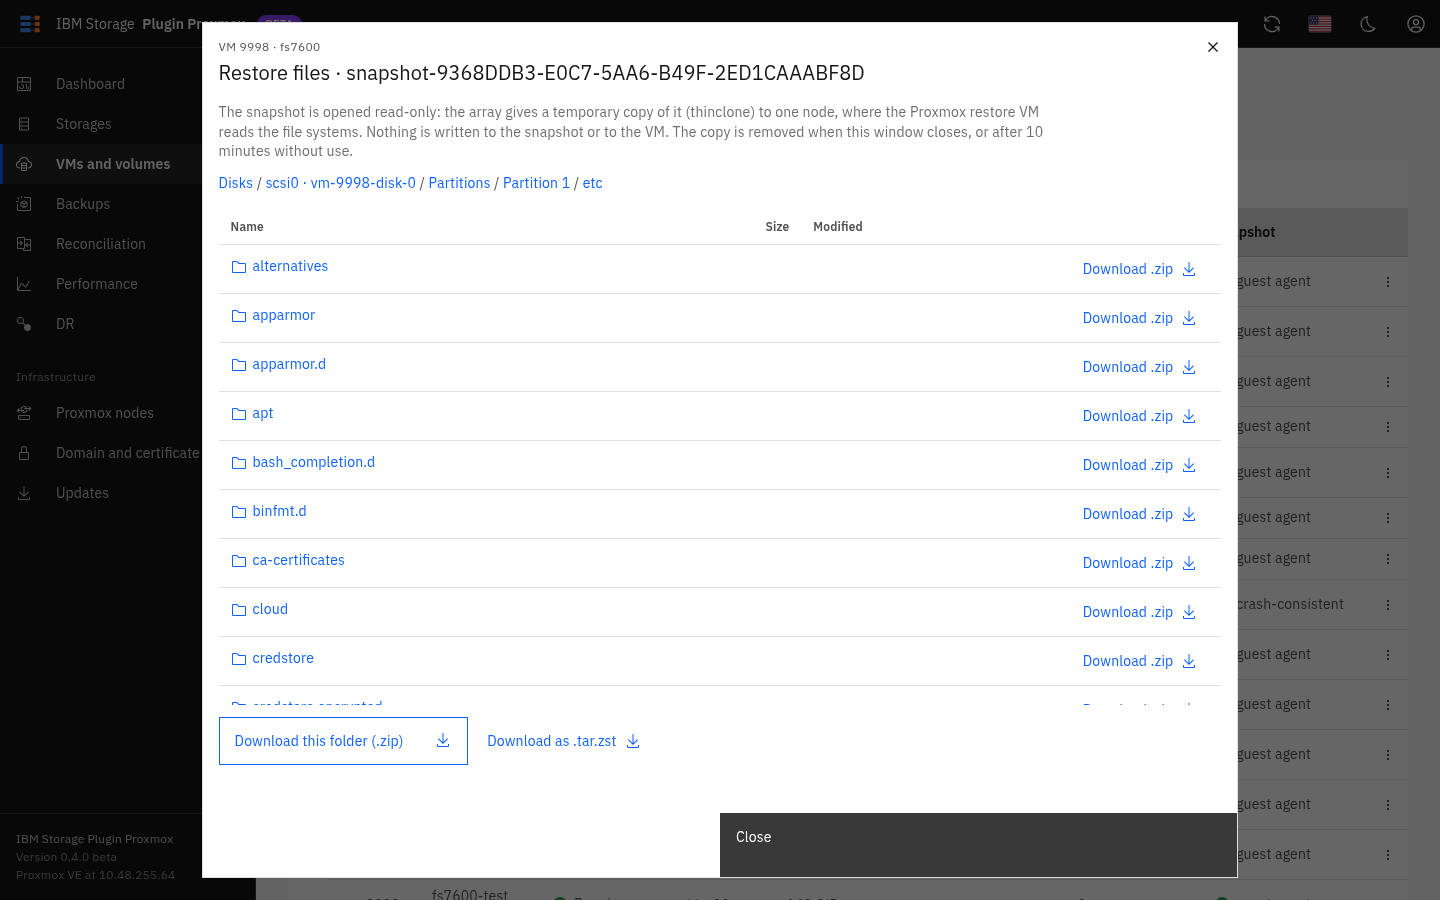 IBM Storage Plugin Proxmox BETA
VM 9998 · fs7600
Restore files · snapshot-9368DDB3-E0C7-5AA6-B49F-2ED1CAAABF8D
The snapshot is opened read-only: the array gives a temporary copy of it (thinclone) to one node, where the Proxmox restore VM
reads the file systems. Nothing is written to the snapshot or to the VM. The copy is removed when this window closes, or after 10
minutes without use.
Disks / scsi0 · vm-9998-disk-0 / Partitions / Partition 1 / etc
Name Size Modified
alternatives Download .zip
apparmor Download .zip
apparmor.d Download .zip
apt Download .zip
bash_completion.d Download .zip
binfmt.d Download .zip
ca-certificates Download .zip
cloud Download .zip
credstore Download .zip
Download this folder (.zip) Download as .tar.zst
Close
Dashboard
Storages
VMs and volumes
Backups
Reconciliation
Performance
DR
Infrastructure
Proxmox nodes
Domain and certificate
Updates
IBM Storage Plugin Proxmox
Version 0.4.0 beta
Proxmox VE at 10.48.255.64
pshot
guest agent
guest agent
guest agent
guest agent
guest agent
guest agent
guest agent
crash-consistent
guest agent
guest agent
guest agent
guest agent
guest agent
fs7600-test